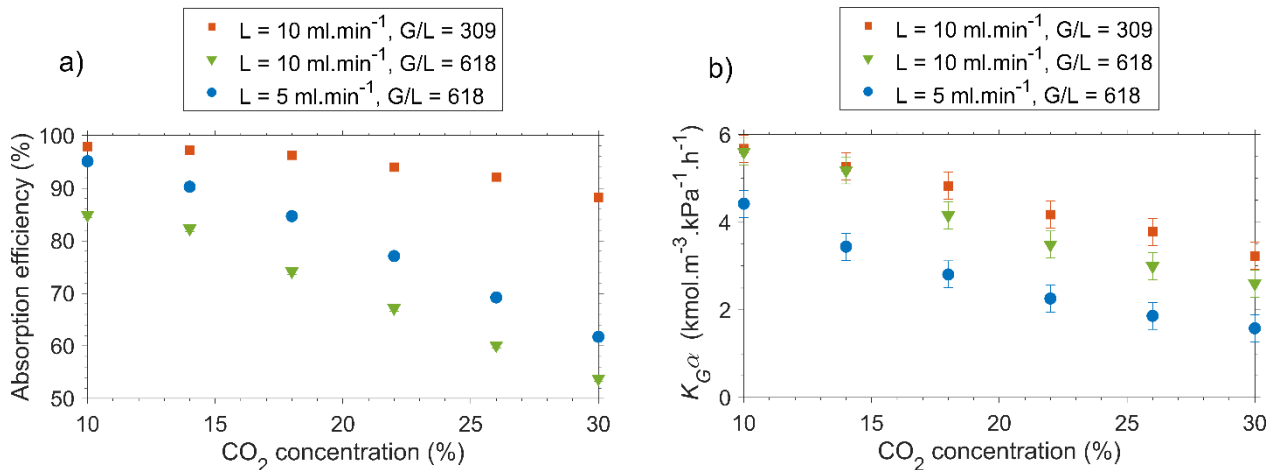 a)
L = 10 ml.min⁻¹, G/L = 309
L = 10 ml.min⁻¹, G/L = 618
L = 5 ml.min⁻¹, G/L = 618
Absorption efficiency (%)
100
90
80
70
60
50
10
15
20
25
30
CO₂ concentration (%)
b)
L = 10 ml.min⁻¹, G/L = 309
L = 10 ml.min⁻¹, G/L = 618
L = 5 ml.min⁻¹, G/L = 618
K_G α (kmol.m⁻³.kPa⁻¹.h⁻¹)
6
4
2
0
10
15
20
25
30
CO₂ concentration (%)